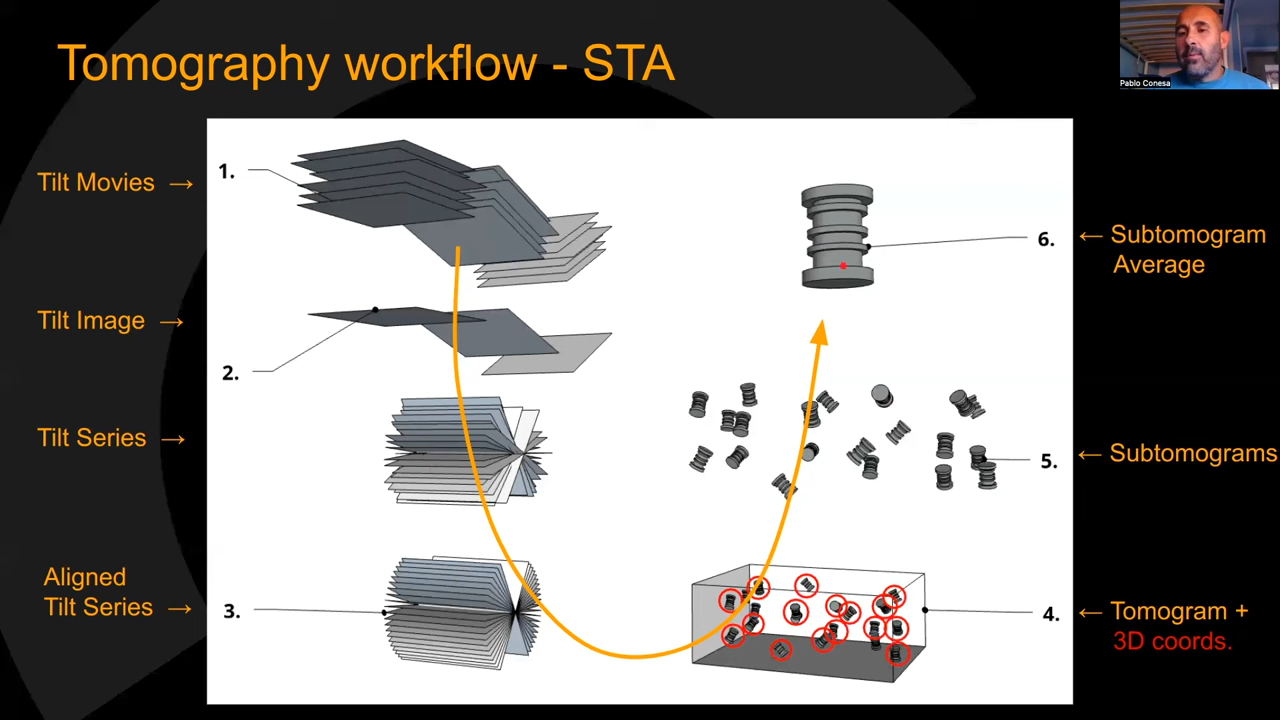 Tomography workflow - STA
Pablo Conesa
Tilt Movies →
1.
Tilt Image →
2.
Tilt Series →
Aligned
Tilt Series →
3.
6.
← Subtomogram
Average
5.
← Subtomograms
4.
← Tomogram +
3D coords.